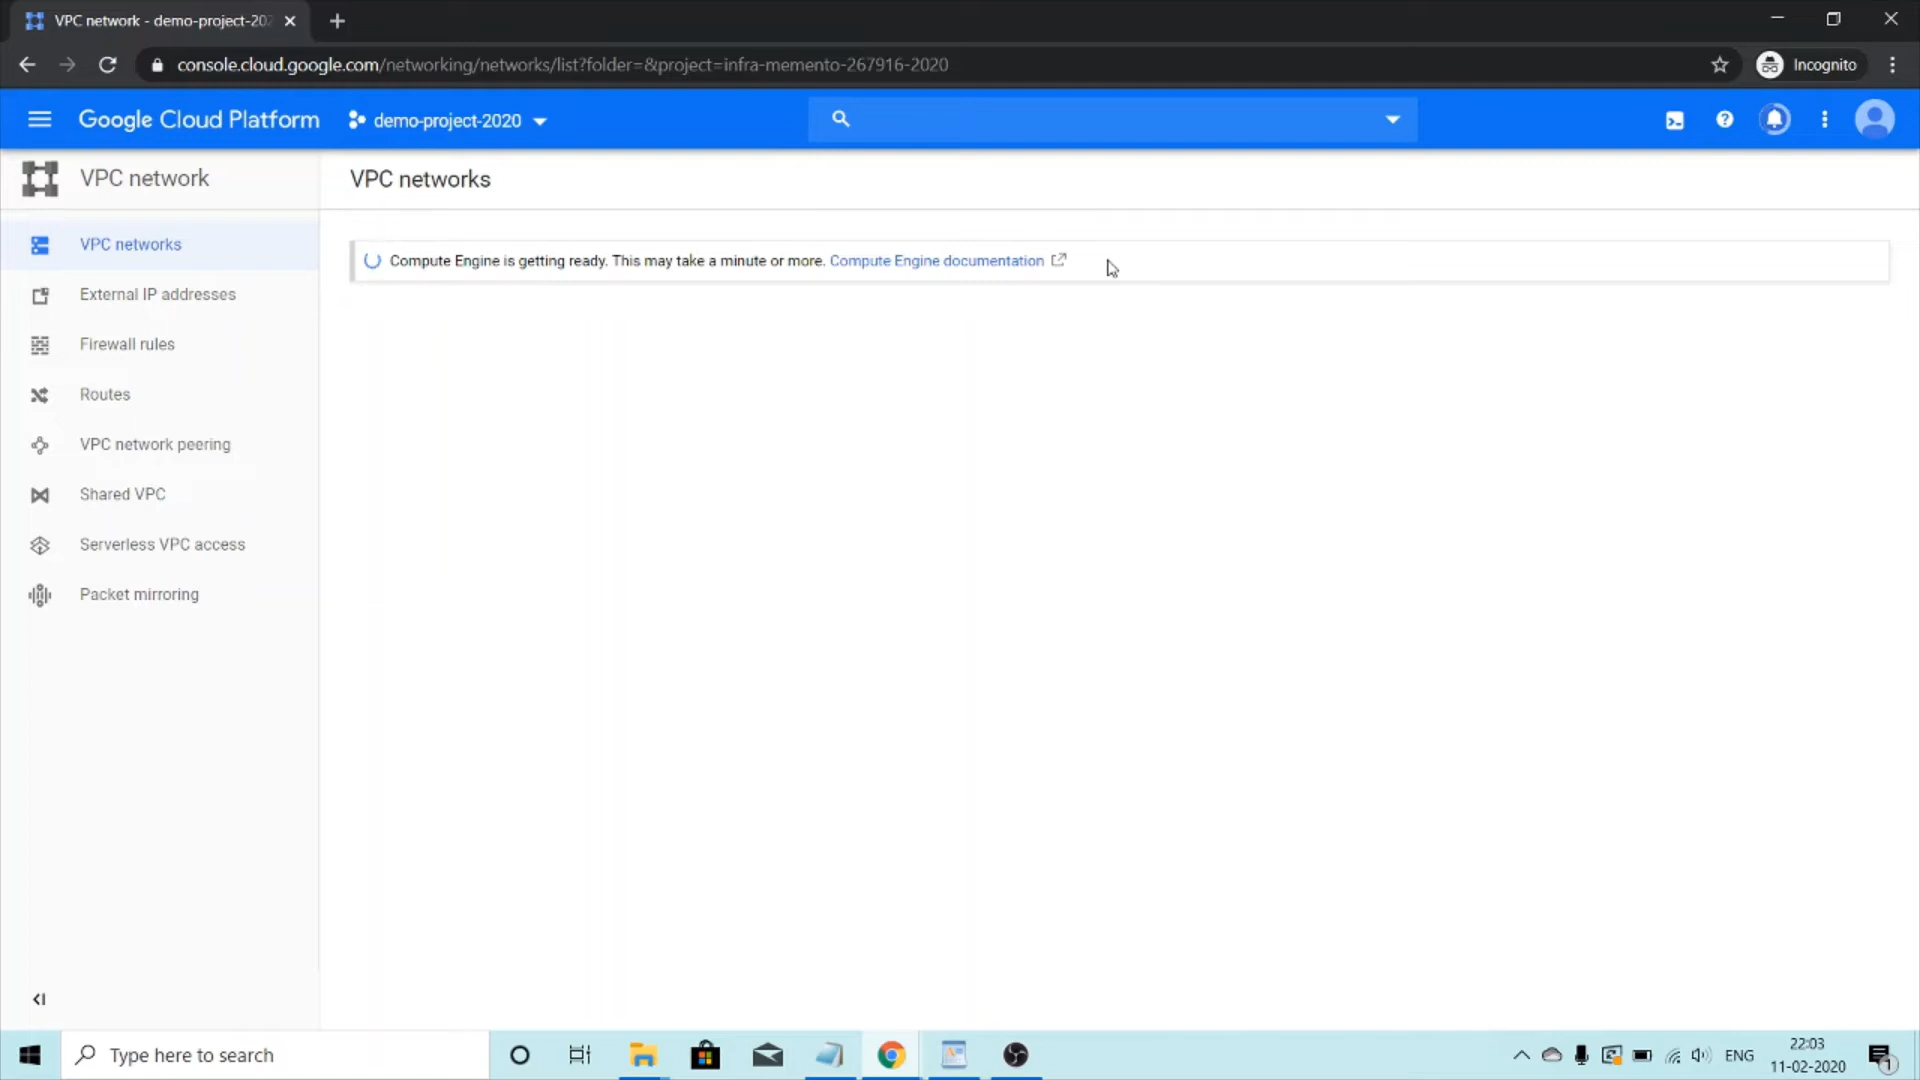 VPC network - demo-project-202
console.cloud.google.com/networking/networks/list?folder=&project=infra-memento-267916-2020
Incognito
Google Cloud Platform
demo-project-2020
VPC network
VPC networks
VPC networks
Compute Engine is getting ready. This may take a minute or more. Compute Engine documentation
External IP addresses
Firewall rules
Routes
VPC network peering
Shared VPC
Serverless VPC access
Packet mirroring
Type here to search
ENG
22:03
11-02-2020
1